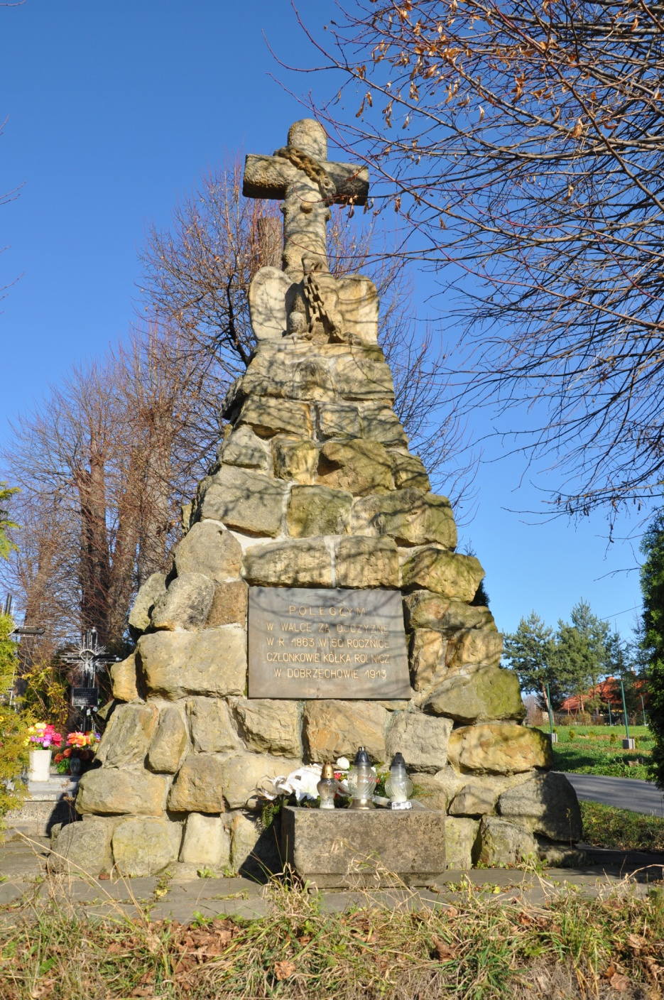 POLEGŁYM
W WALCE ZA OJCZYZNĘ
W R 1863 W 50 ROCZNICĘ
CZŁONKOWIE KÓŁKA ROLNICZ
W DOBRZECHOWIE 1913